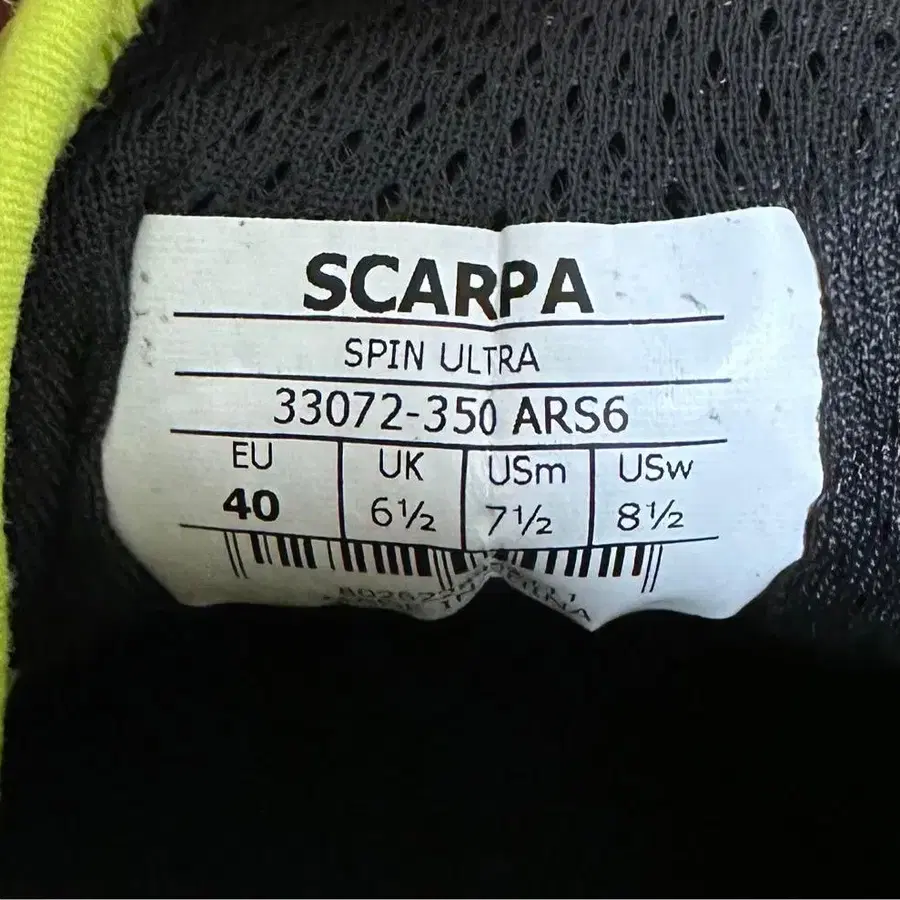 SCARPA
SPIN ULTRA
33072-350 ARS6
EU UK USm USw
40 6½ 7½ 8½